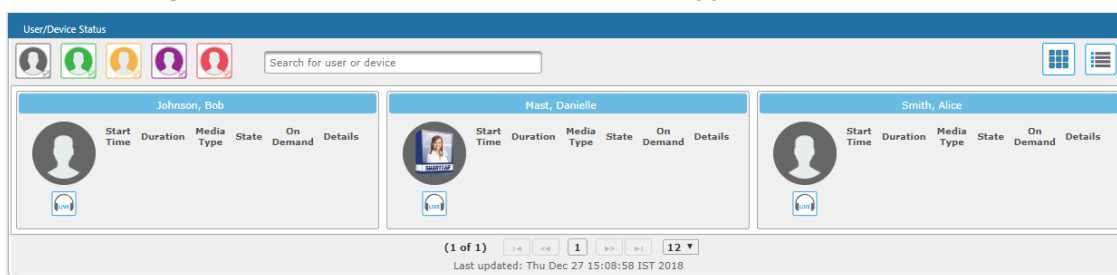 User/Device Status
Search for user or device
Johnson, Bob
Start Time Duration Media Type State On Demand Details
LIVE
Mast, Danielle
Start Time Duration Media Type State On Demand Details
SMARTTAP
LIVE
Smith, Alice
Start Time Duration Media Type State On Demand Details
LIVE
(1 of 1) 1 12
Last updated: Thu Dec 27 15:08:58 IST 2018